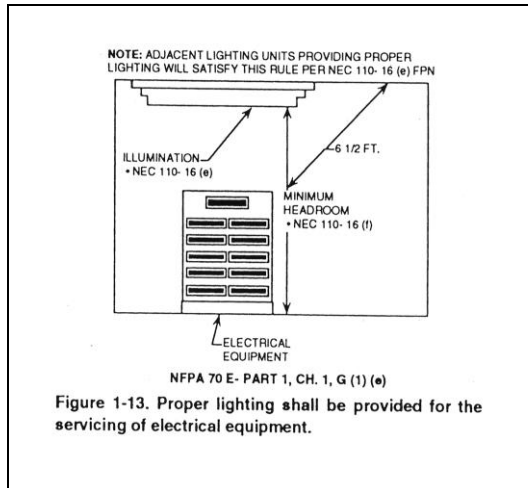 NOTE: ADJACENT LIGHTING UNITS PROVIDING PROPER
LIGHTING WILL SATISFY THIS RULE PER NEC 110- 16 (e) FPN
6 1/2 FT.
ILLUMINATION
• NEC 110- 16 (e)
MINIMUM
HEADROOM
• NEC 110- 16 (f)
ELECTRICAL
EQUIPMENT
NFPA 70 E- PART 1, CH. 1, G (1) (e)
Figure 1-13. Proper lighting shall be provided for the
servicing of electrical equipment.